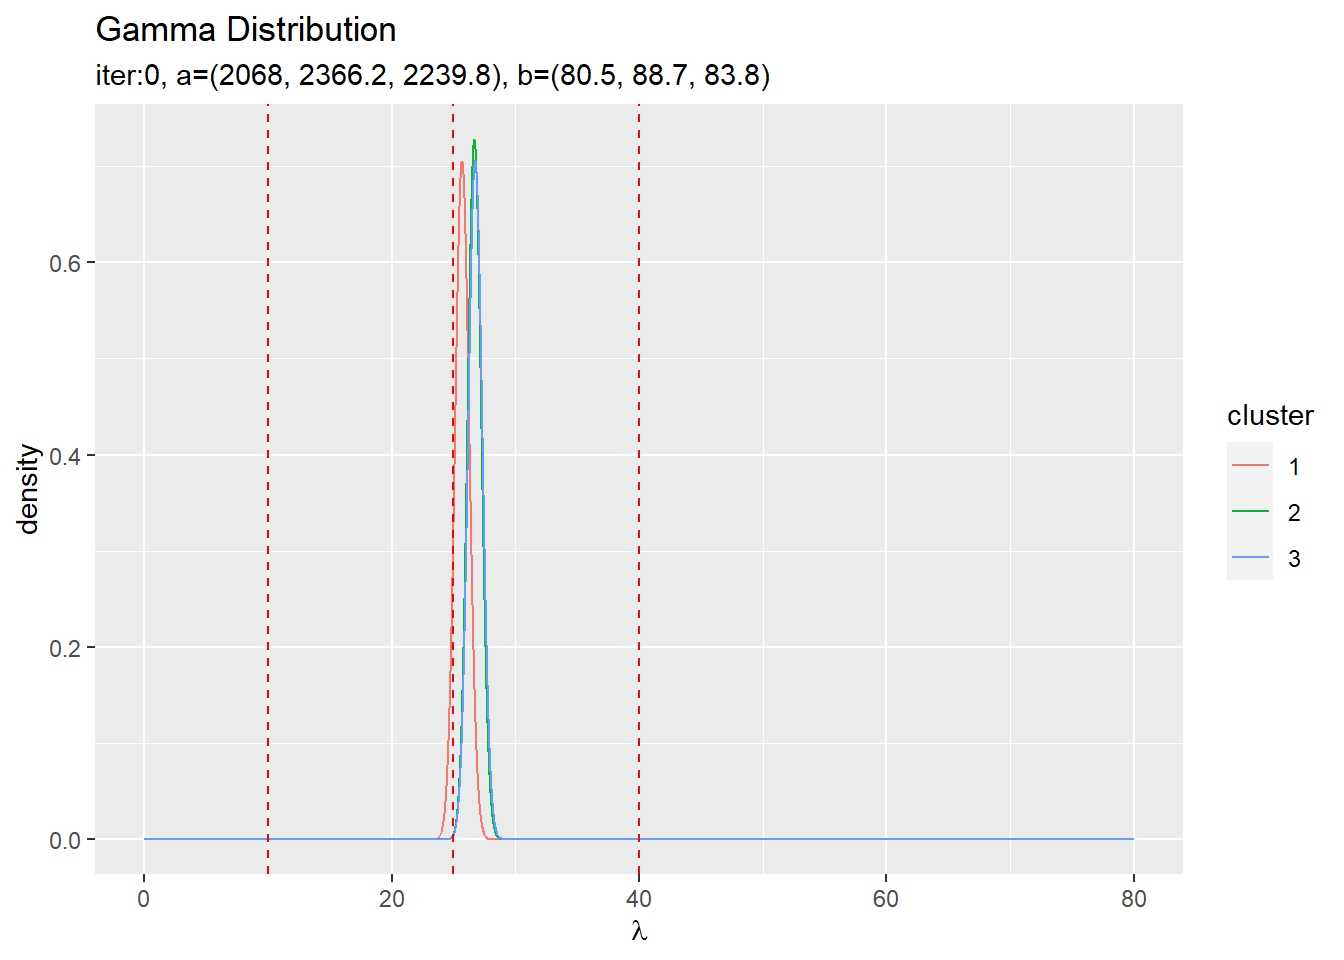 Gamma Distribution
iter:0, a=(2068, 2366.2, 2239.8), b=(80.5, 88.7, 83.8)
density
0.6
0.4
0.2
0.0
0
20
40
60
80
λ
cluster
1
2
3